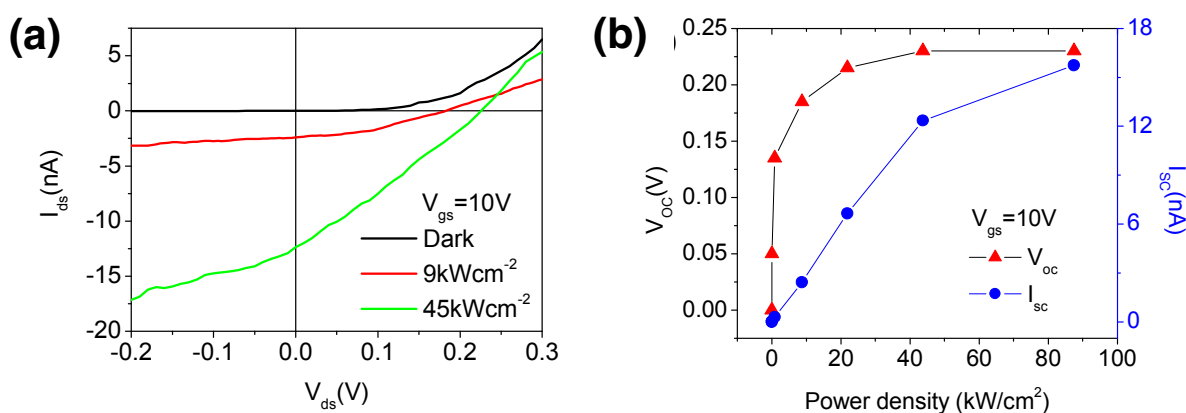 (a)
5
0
-5
-10
-15
-20
I_ds(nA)
V_gs=10V
Dark
9kWcm^-2
45kWcm^-2
-0.2 -0.1 0.0 0.1 0.2 0.3
V_ds(V)
(b)
0.25
0.20
0.15
0.10
0.05
0.00
V_OC(V)
18
12
6
0
I_SC(nA)
V_gs=10V
V_oc
I_sc
0 20 40 60 80 100
Power density (kW/cm^2)